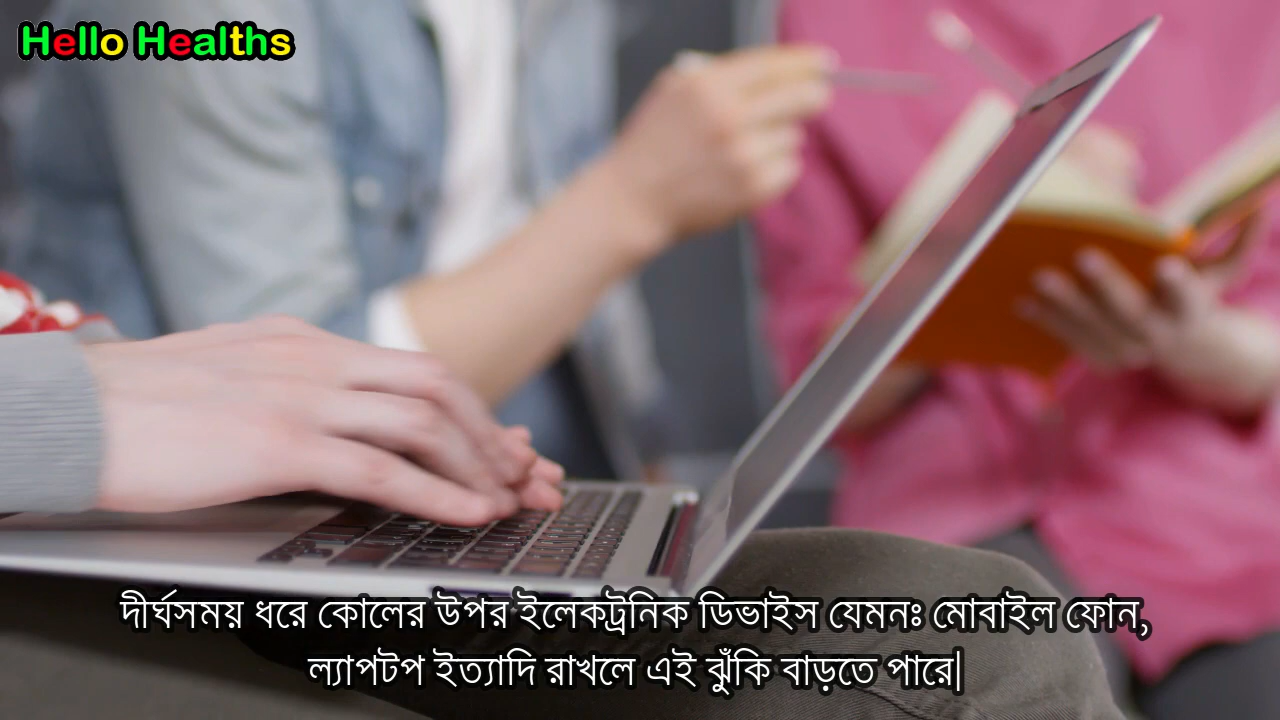 Hello Healths
দীর্ঘসময় ধরে কোলের উপর ইলেকট্রনিক ডিভাইস যেমনঃ মোবাইল ফোন,
ল্যাপটপ ইত্যাদি রাখলে এই ঝুঁকি বাড়তে পারে|